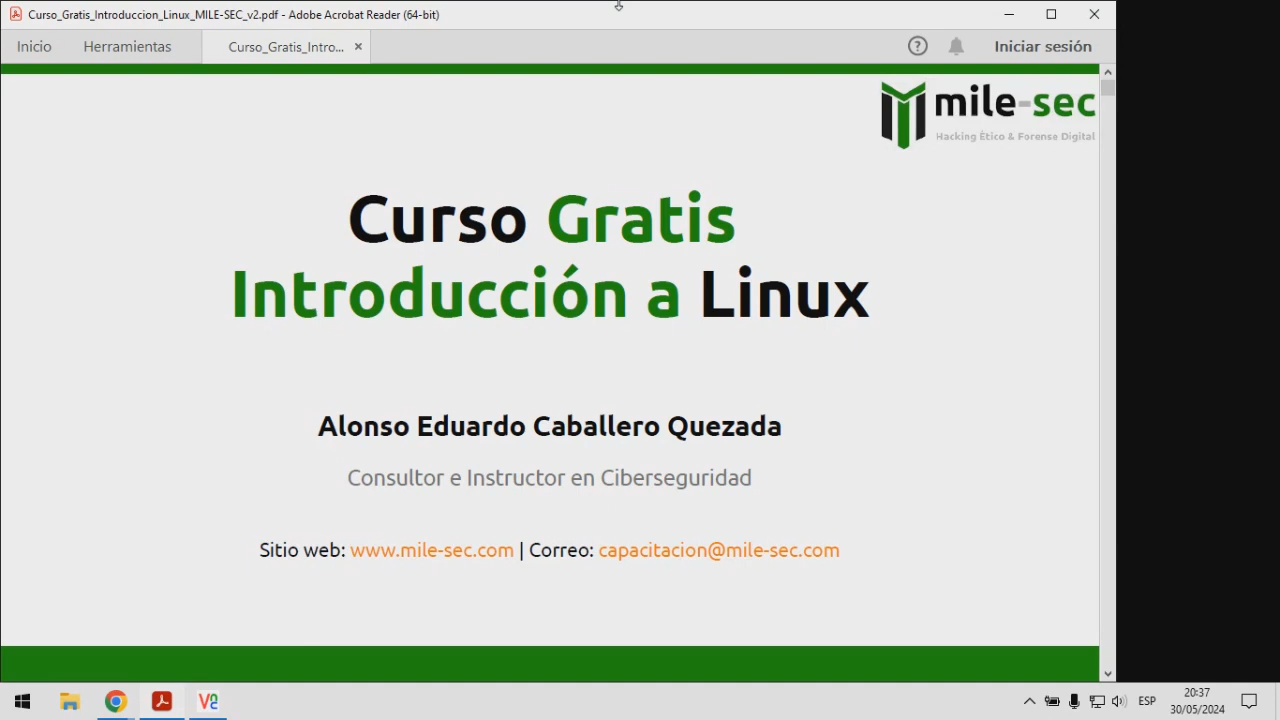 Curso_Gratis_Introduccion_Linux_MILE-SEC_v2.pdf - Adobe Acrobat Reader (64-bit)
Inicio
Herramientas
Curso_Gratis_Intro...
Iniciar sesión
mile-sec
Hacking Ético & Forense Digital
Curso Gratis
Introducción a Linux
Alonso Eduardo Caballero Quezada
Consultor e Instructor en Ciberseguridad
Sitio web: www.mile-sec.com | Correo: capacitacion@mile-sec.com
ESP
20:37
30/05/2024